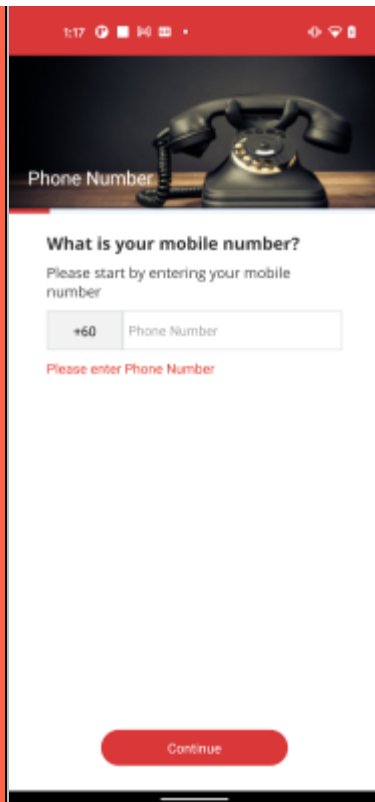 1:17
Phone Number
What is your mobile number?
Please start by entering your mobile
number
+60 Phone Number
Please enter Phone Number
Continue